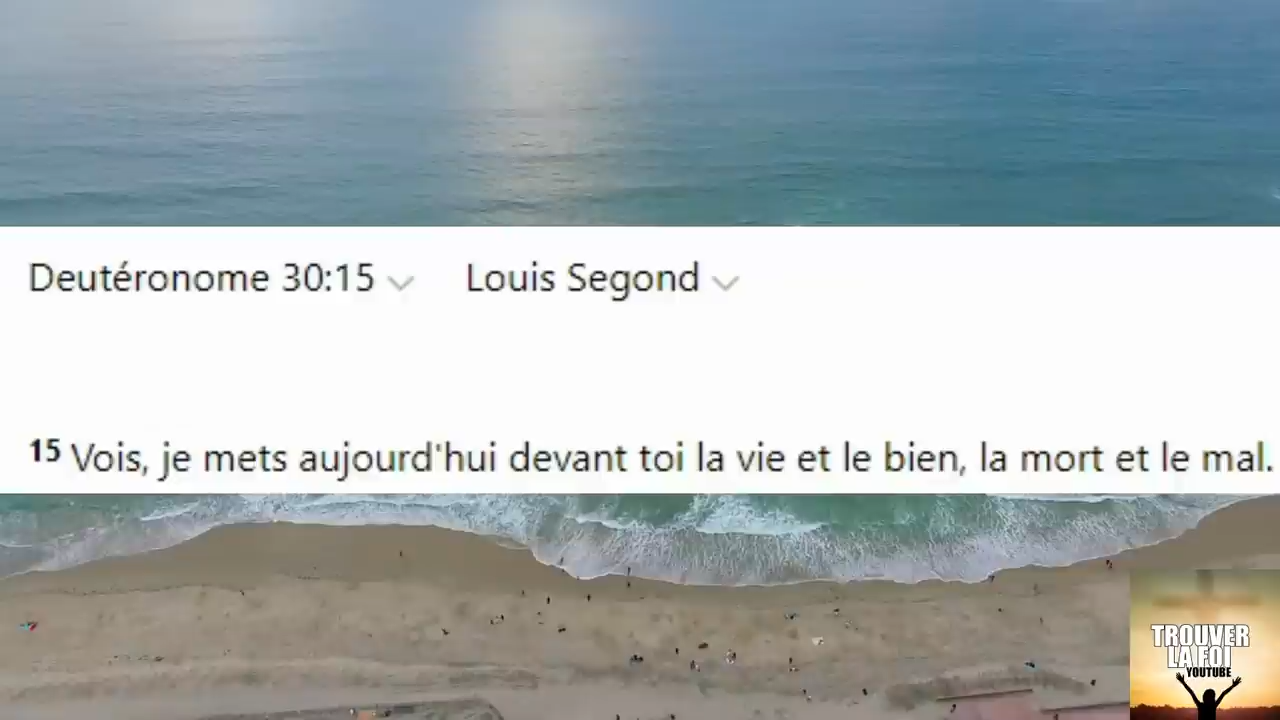 Deutéronome 30:15 Louis Segond
15 Vois, je mets aujourd'hui devant toi la vie et le bien, la mort et le mal.
TROUVER
LA FOI
YOUTUBE